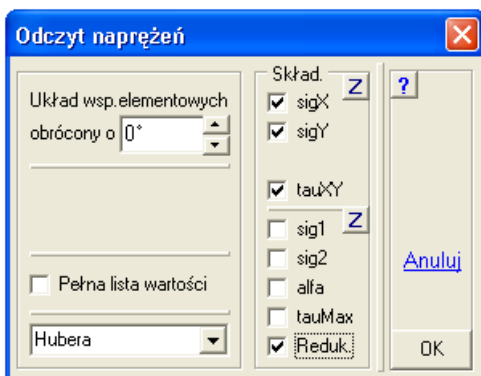 Odczyt naprężeń
Układ wsp.elementowych
obrócony o 0°
Pełna lista wartości
Hubera
Skład.
Z
sigX
sigY
tauXY
Z
sig1
sig2
alfa
tauMax
Reduk.
?
Anuluj
OK